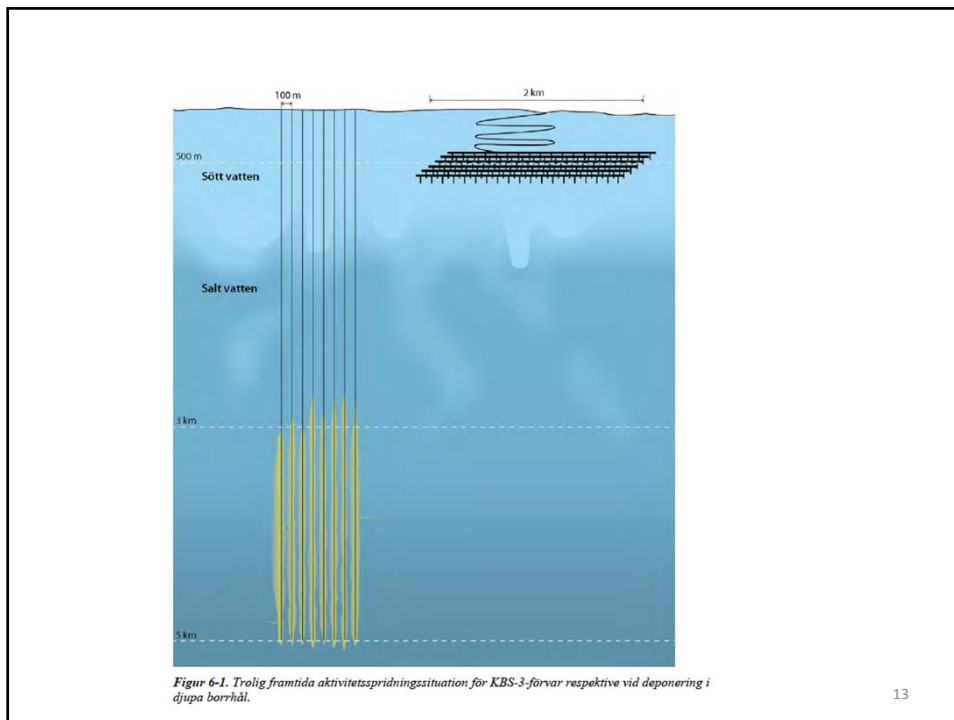 100 m
2 km
500 m
Sött vatten
Salt vatten
3 km
5 km
Figur 6-1. Trolig framtida aktivitetsspridningssituation för KBS-3-förvar respektive vid deponering i
djupa borrhål.
13